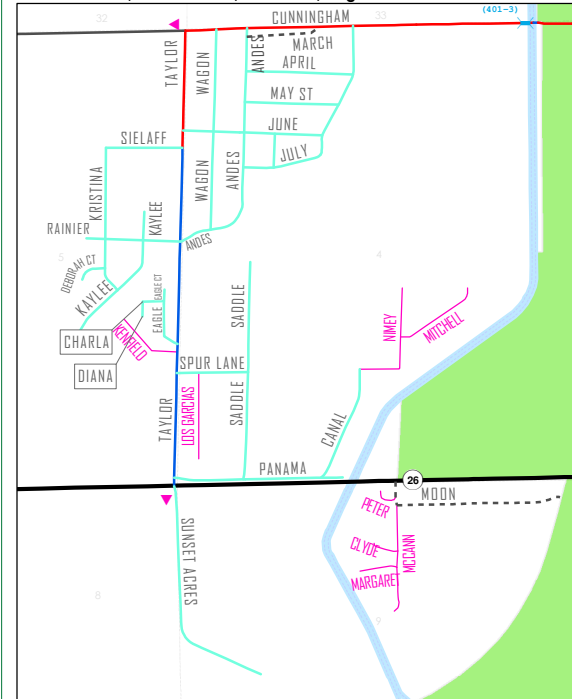 (401-3)
32
33
CUNNINGHAM
TAYLOR
WAGON
ANDES
MARCH
APRIL
MAY ST
JUNE
JULY
SIELAFF
KRISTINA
WAGON
ANDES
KAYLEE
RAINIER
ANDES
5
4
DEBORAH CT
KAYLEE
EAGLE CT
EAGLE
SADDLE
CHARLA
KENFIELD
DIANA
NIMEY
MITCHELL
SPUR LANE
TAYLOR
LOS GARCIAS
SADDLE
CANAL
PANAMA
26
MOON
PETER
SUNSET ACRES
CLYDE
MCCANN
MARGARET
8
9